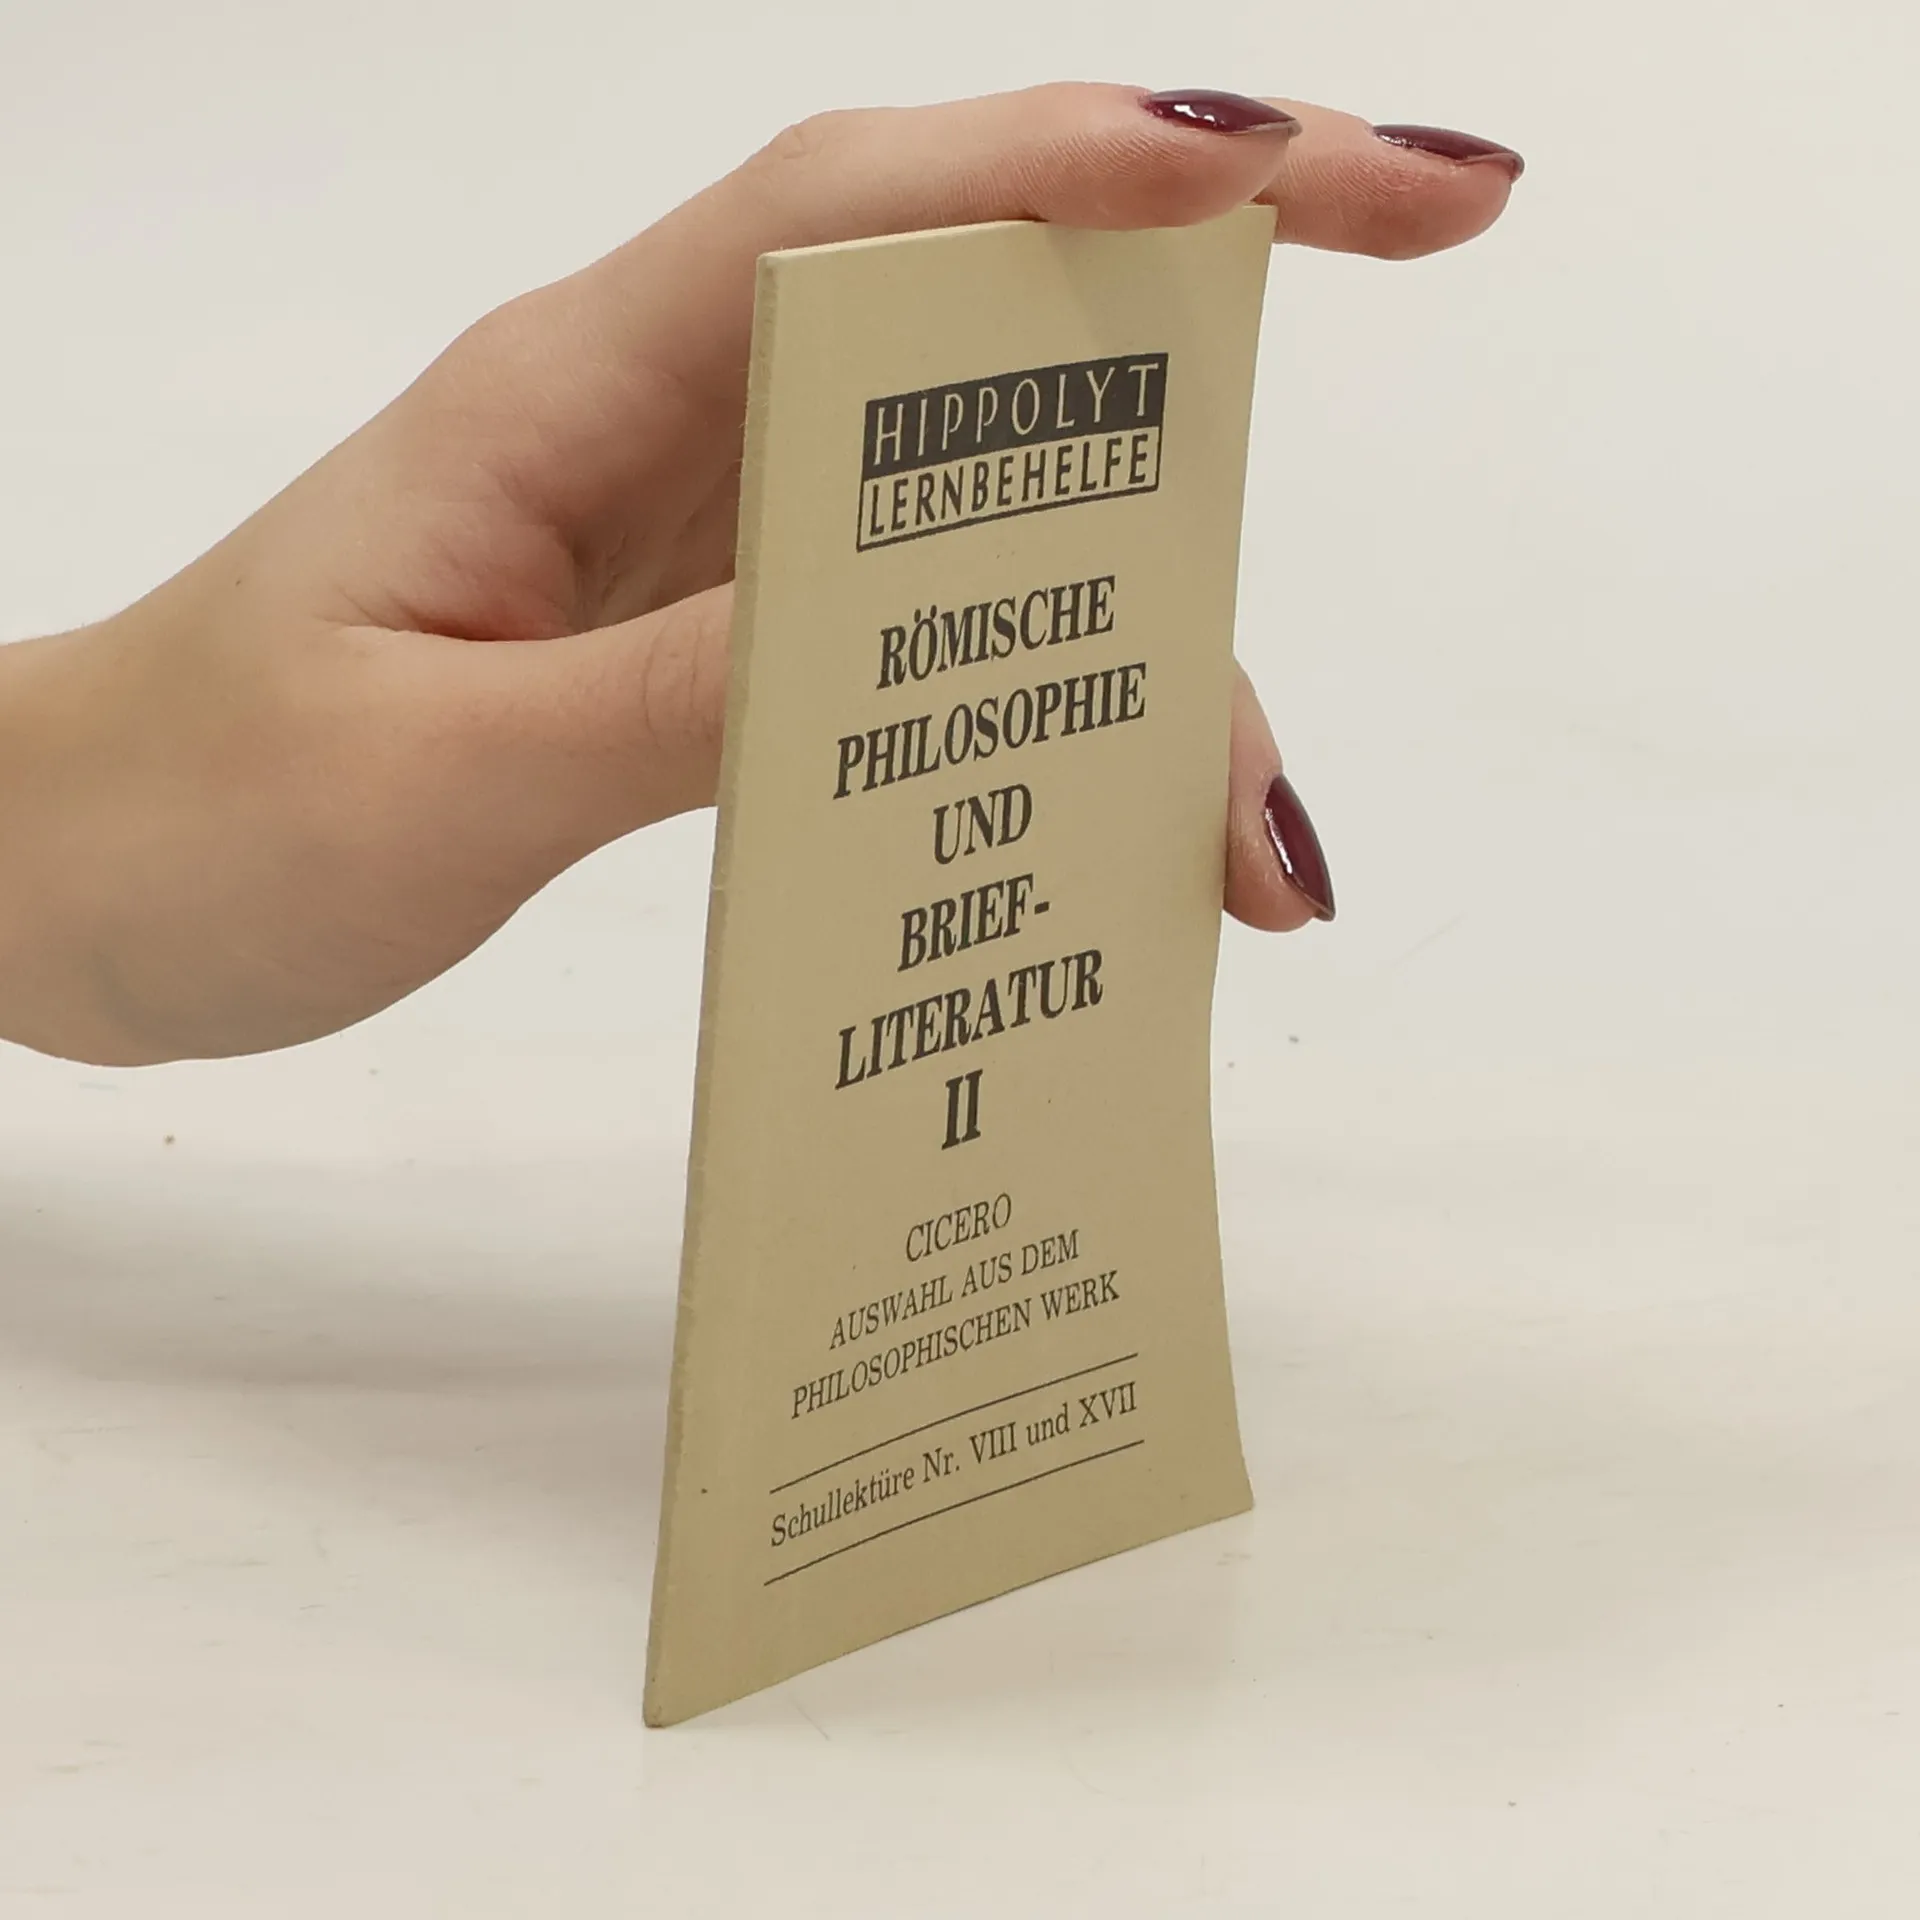 HIPPOLYT
LERNBEHELFE
RÖMISCHE
PHILOSOPHIE
UND
BRIEF-
LITERATUR
II
CICERO
AUSWAHL AUS DEM
PHILOSOPHISCHEN WERK
Schullektüre Nr. VIII und XVII